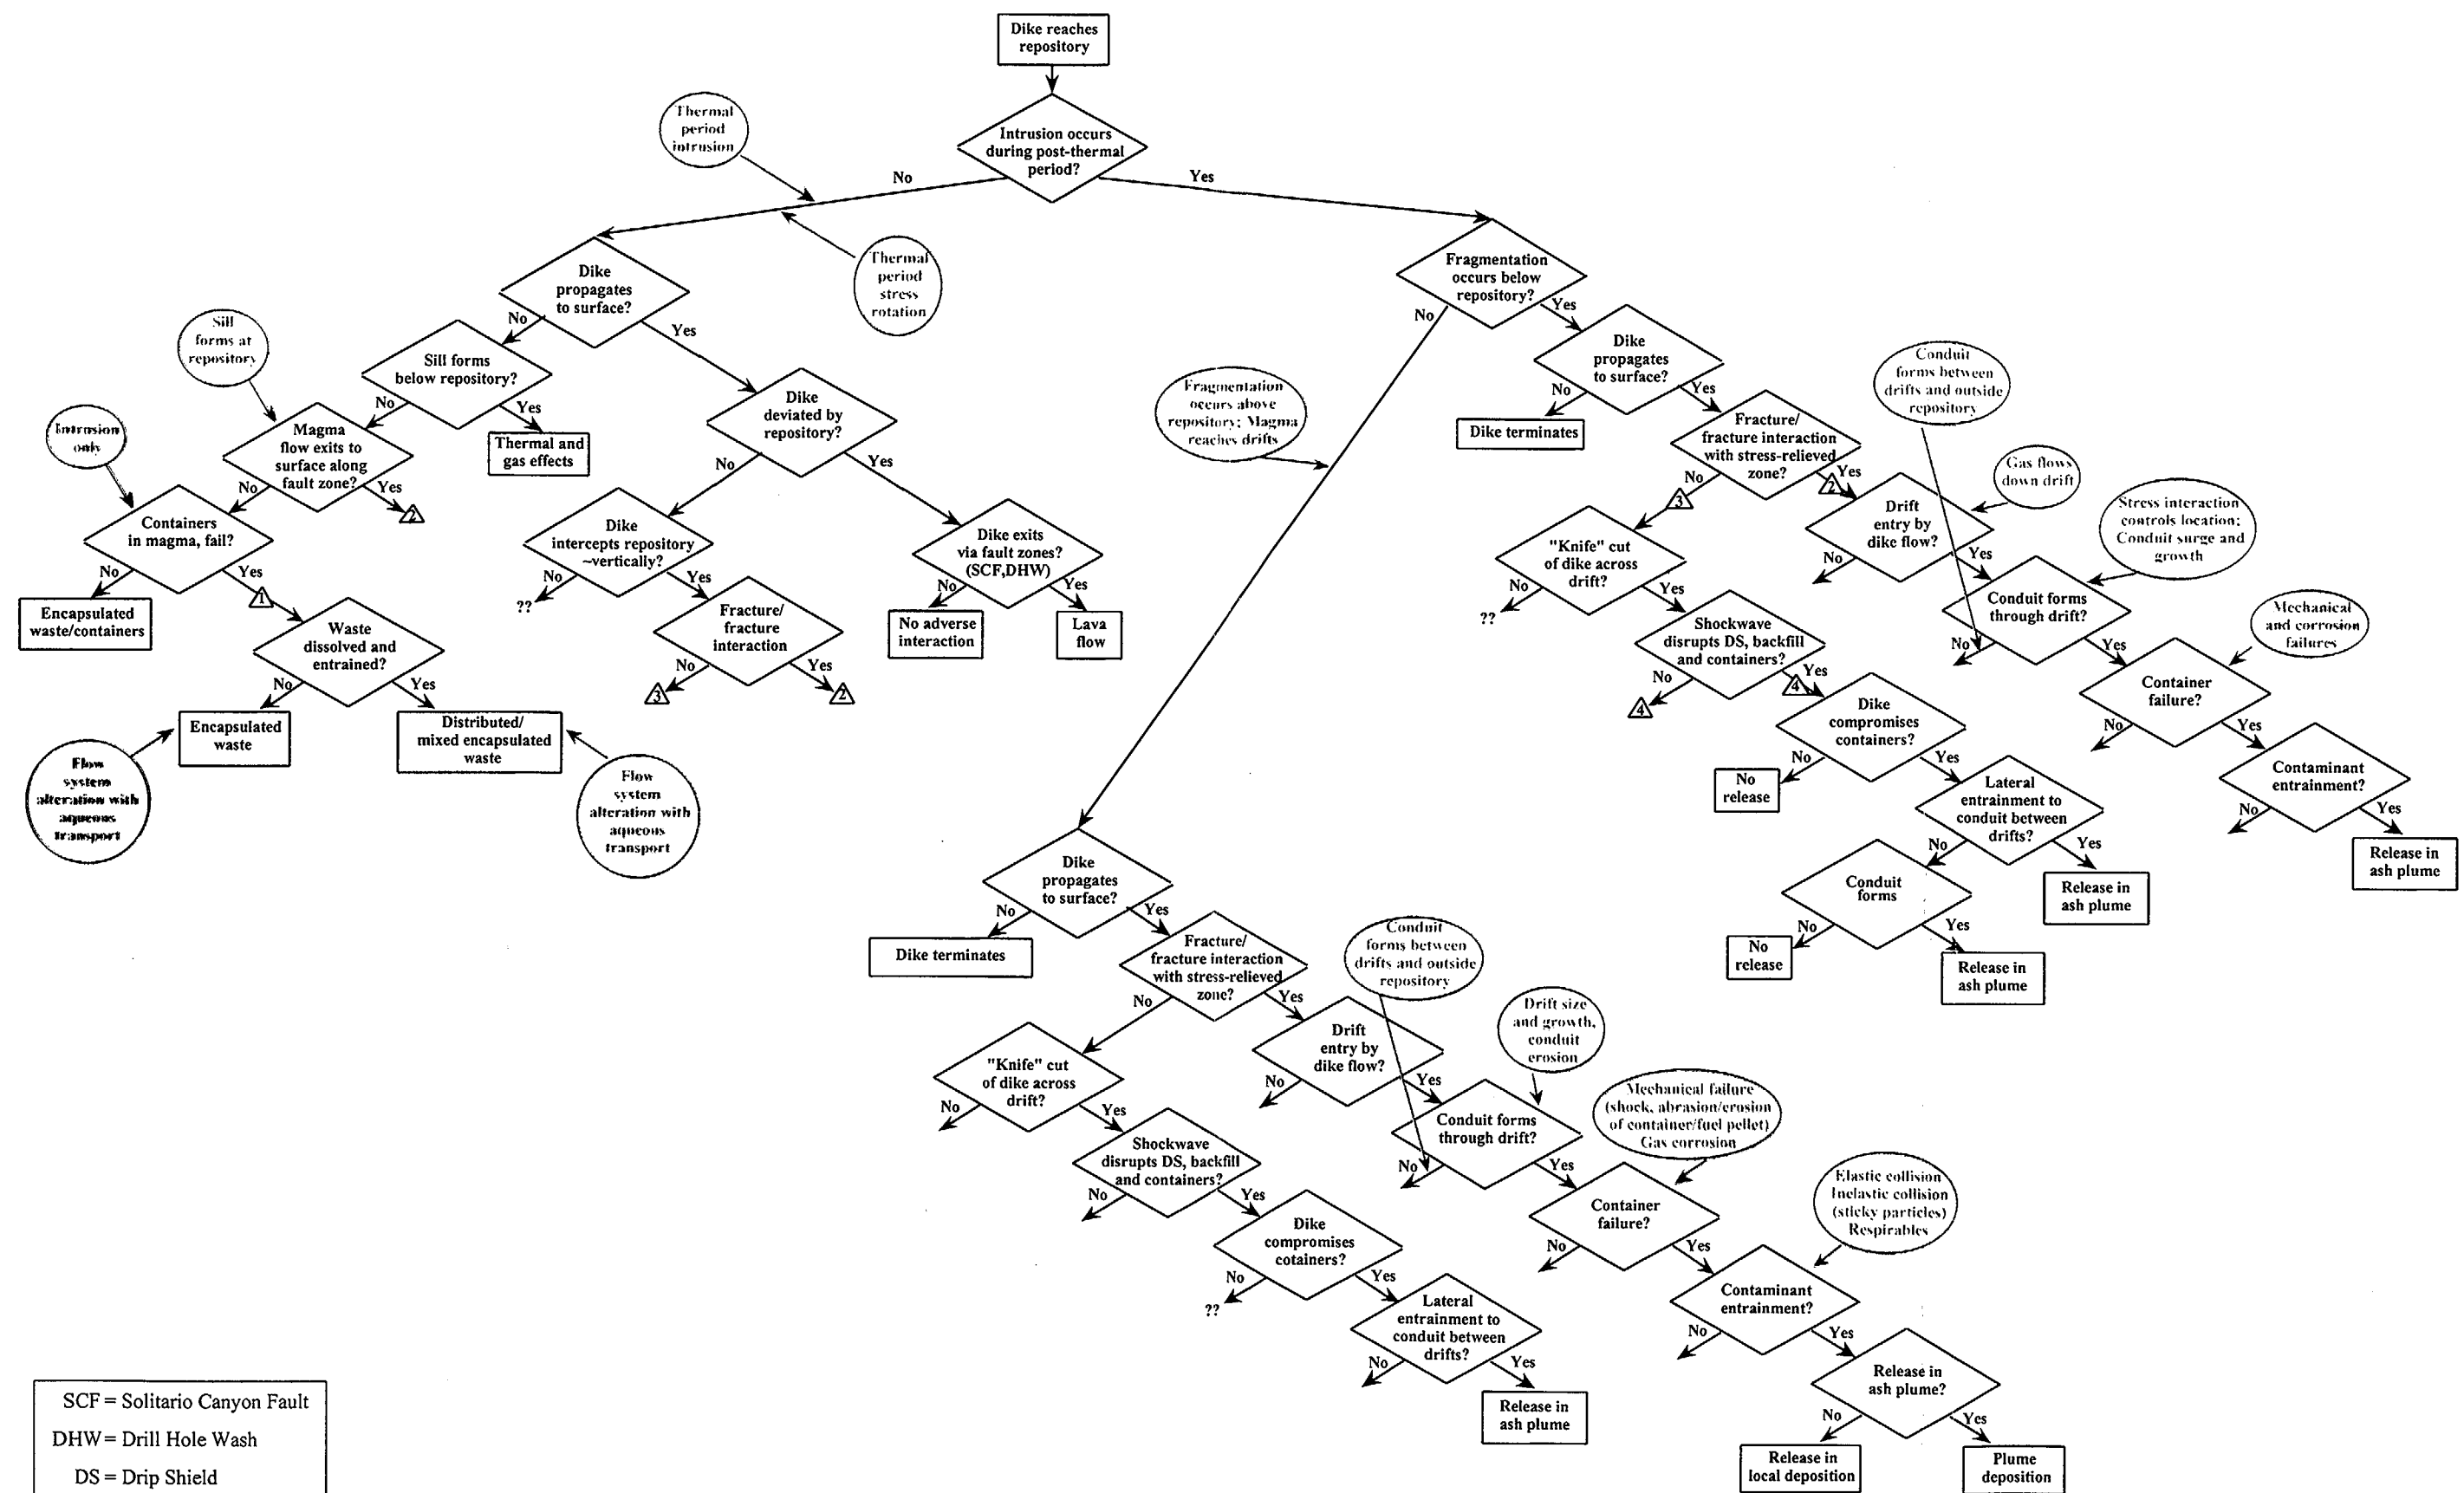 Dike reaches
repository
Intrusion occurs
during post-thermal
period?
No
Yes
Thermal
period
intrusion
Thermal
period
stress
rotation
Dike
propagates
to surface?
No
Yes
Sill
forms at
repository
Sill forms
below repository?
No
Yes
Thermal and
gas effects
Intrusion
only
Magma
flow exits to
surface along
fault zone?
No
Yes
2
Containers
in magma, fail?
No
Yes
1
Encapsulated
waste/containers
Waste
dissolved and
entrained?
No
Yes
Encapsulated
waste
Distributed/
mixed encapsulated
waste
Flow
system
alteration with
aqueous
transport
Flow
system
alteration with
aqueous
transport
Dike
deviated by
repository?
No
Yes
Dike
intercepts repository
~vertically?
No
Yes
??
Fracture/
fracture
interaction
No
Yes
3
2
Dike exits
via fault zones?
(SCF,DHW)
No
Yes
No adverse
interaction
Lava
flow
Fragmentation
occurs below
repository?
No
Yes
Fragmentation
occurs above
repository; Magma
reaches drifts
Dike
propagates
to surface?
No
Yes
Dike terminates
Fracture/
fracture interaction
with stress-relieved
zone?
No
Yes
3
2
Conduit
forms between
drifts and outside
repository
Gas flows
down drift
Drift
entry by
dike flow?
No
Yes
Stress interaction
controls location;
Conduit surge and
growth
Conduit forms
through drift?
No
Yes
Mechanical
and corrosion
failures
Container
failure?
No
Yes
Contaminant
entrainment?
No
Yes
Release in
ash plume
"Knife" cut
of dike across
drift?
No
Yes
??
Shockwave
disrupts DS, backfill
and containers?
No
Yes
4
4
Dike
compromises
containers?
No
Yes
No
release
Lateral
entrainment to
conduit between
drifts?
No
Yes
Release in
ash plume
Conduit
forms
No
Yes
No
release
Release in
ash plume
Dike
propagates
to surface?
No
Yes
Dike terminates
Fracture/
fracture interaction
with stress-relieved
zone?
No
Yes
Conduit
forms between
drifts and outside
repository
Drift
entry by
dike flow?
No
Yes
Drift size
and growth,
conduit
erosion
Conduit forms
through drift?
No
Yes
Mechanical failure
(shock, abrasion/erosion
of container/fuel pellet)
Gas corrosion
Container
failure?
No
Yes
Elastic collision
Inelastic collision
(sticky particles)
Respirables
Contaminant
entrainment?
No
Yes
Release in
ash plume?
No
Yes
Release in
local deposition
Plume
deposition
"Knife" cut
of dike across
drift?
No
Yes
Shockwave
disrupts DS, backfill
and containers?
No
Yes
Dike
compromises
cotainers?
No
Yes
??
Lateral
entrainment to
conduit between
drifts?
No
Yes
Release in
ash plume
SCF = Solitario Canyon Fault
DHW = Drill Hole Wash
DS = Drip Shield